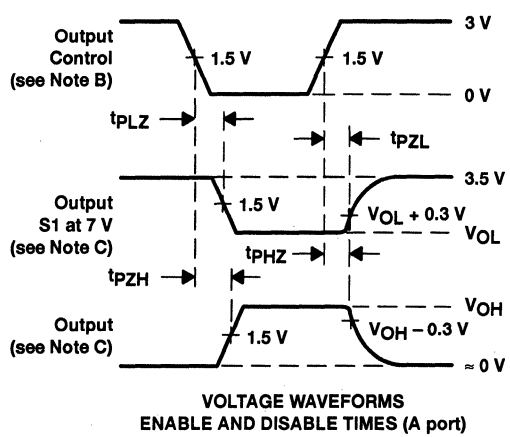 Output
Control
(see Note B)
3 V
1.5 V
1.5 V
0 V
tPLZ
tPZL
Output
S1 at 7 V
(see Note C)
3.5 V
1.5 V
VOL + 0.3 V
VOL
tPHZ
tPZH
Output
(see Note C)
VOH
1.5 V
VOH – 0.3 V
≈ 0 V
VOLTAGE WAVEFORMS
ENABLE AND DISABLE TIMES (A port)